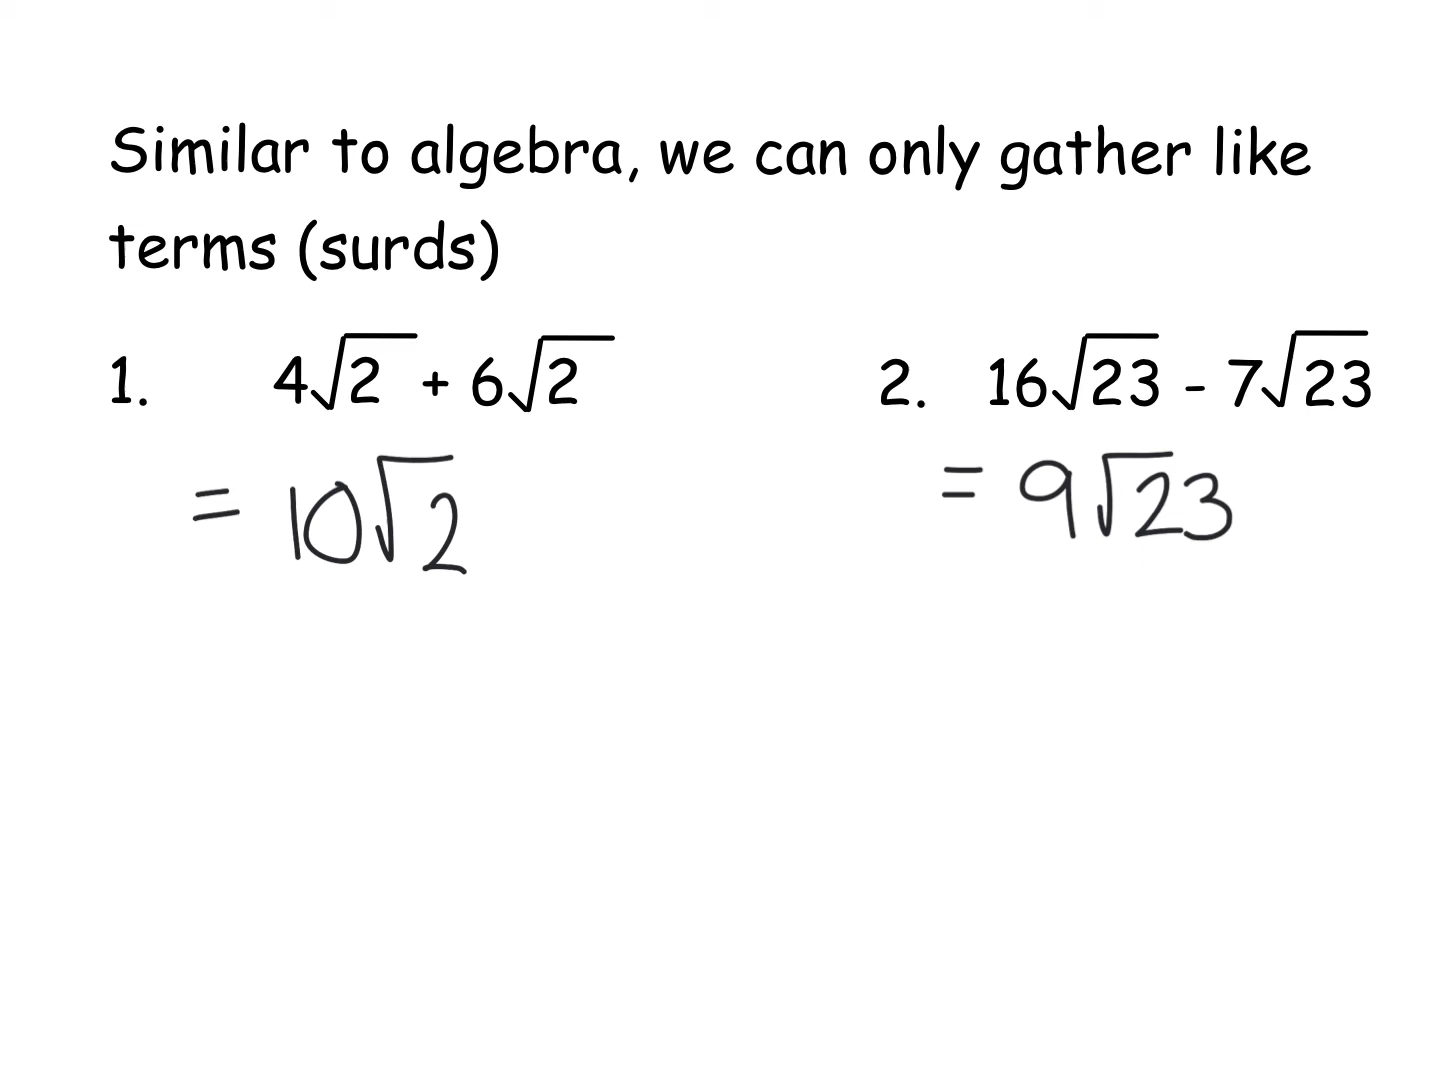 Similar to algebra, we can only gather like
terms (surds)
1. 4√2 + 6√2
= 10√2
2. 16√23 - 7√23
= 9√23